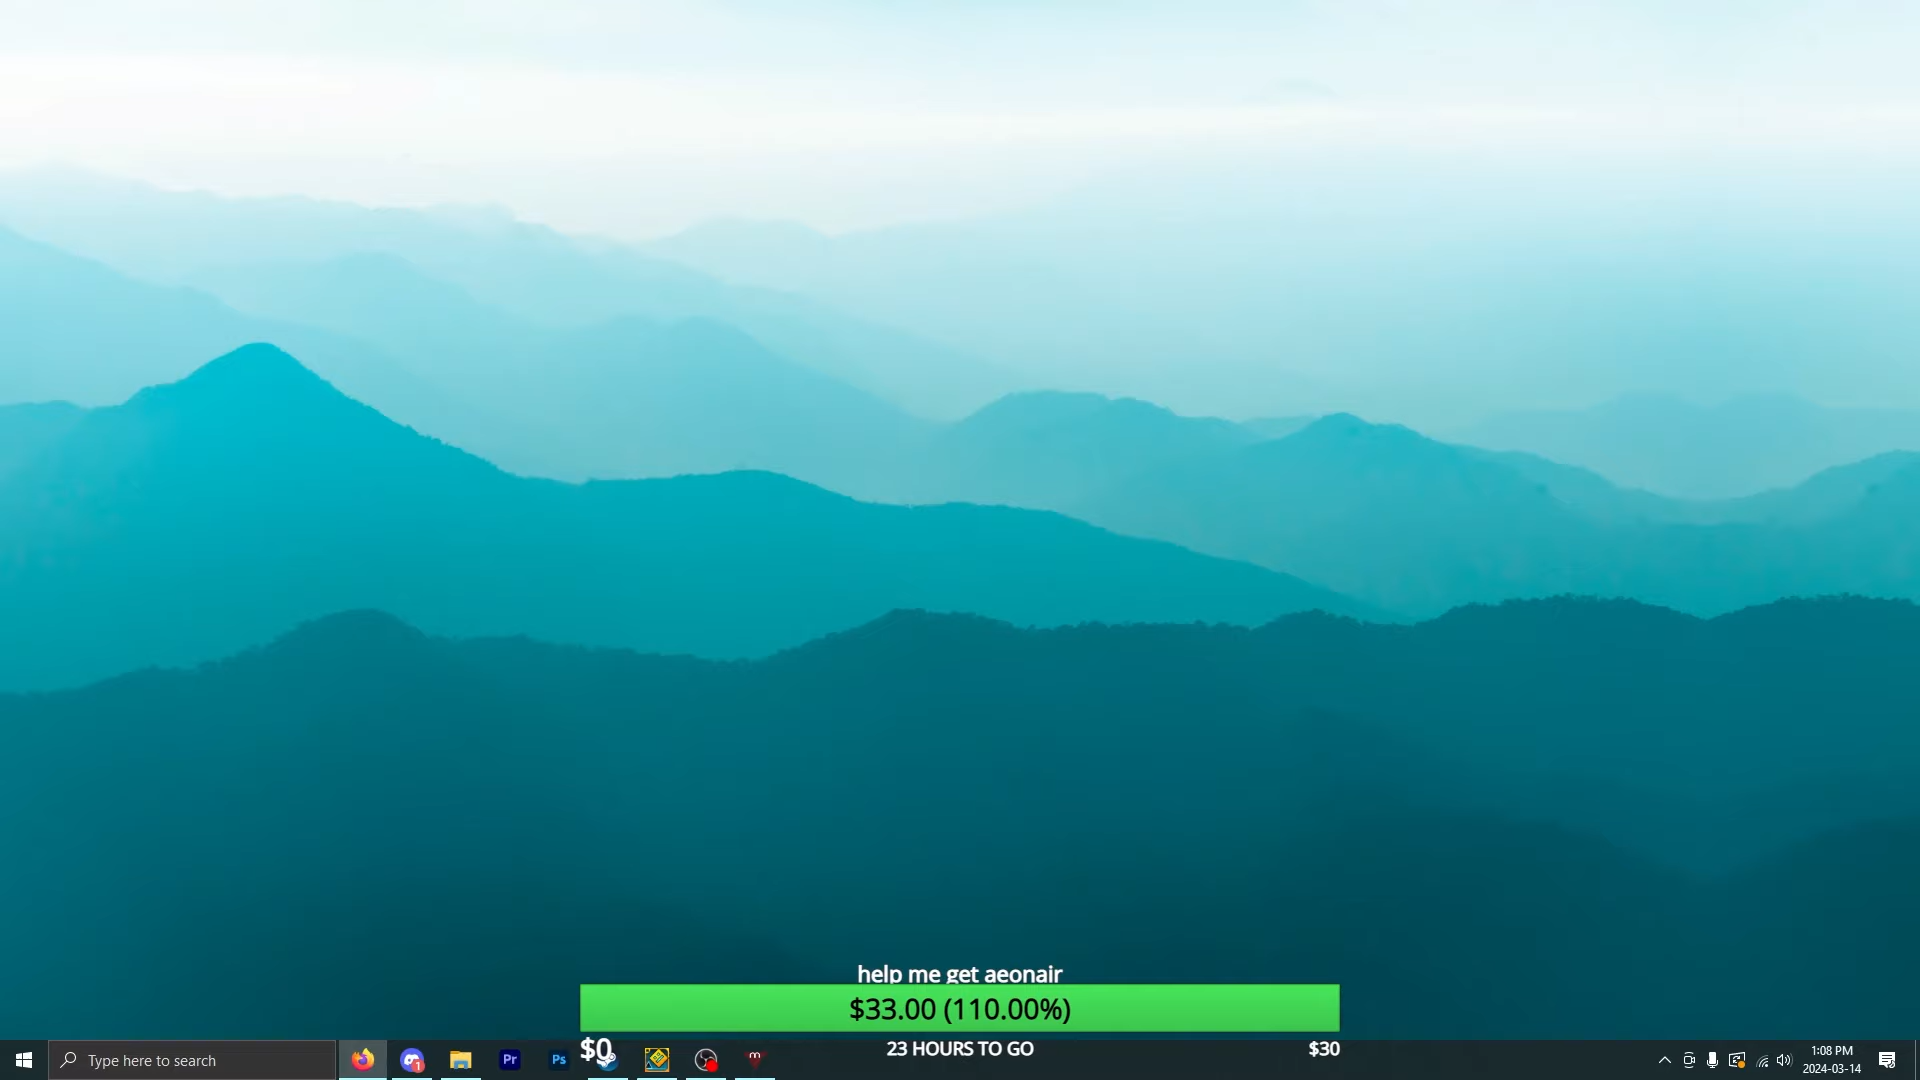 help me get aeonair
$33.00 (110.00%)
$0
23 HOURS TO GO
$30
Type here to search
Pr
Ps
1
1:08 PM
2024-03-14